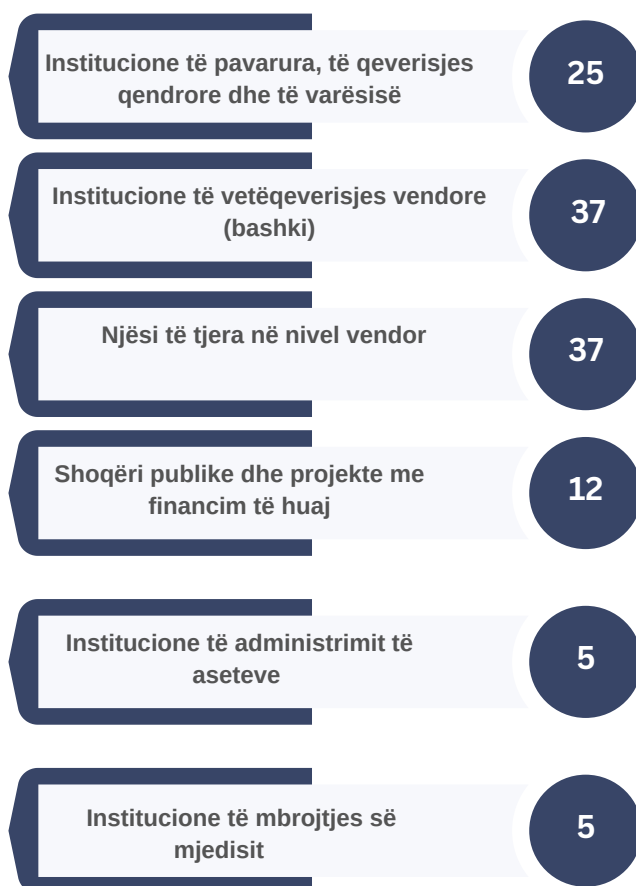 Institucione të pavarura, të qeverisjes
qendrore dhe të varësisë
25
Institucione të vetëqeverisjes vendore
(bashki)
37
Njësi të tjera në nivel vendor
37
Shoqëri publike dhe projekte me
financim të huaj
12
Institucione të administrimit të
aseteve
5
Institucione të mbrojtjes së
mjedisit
5